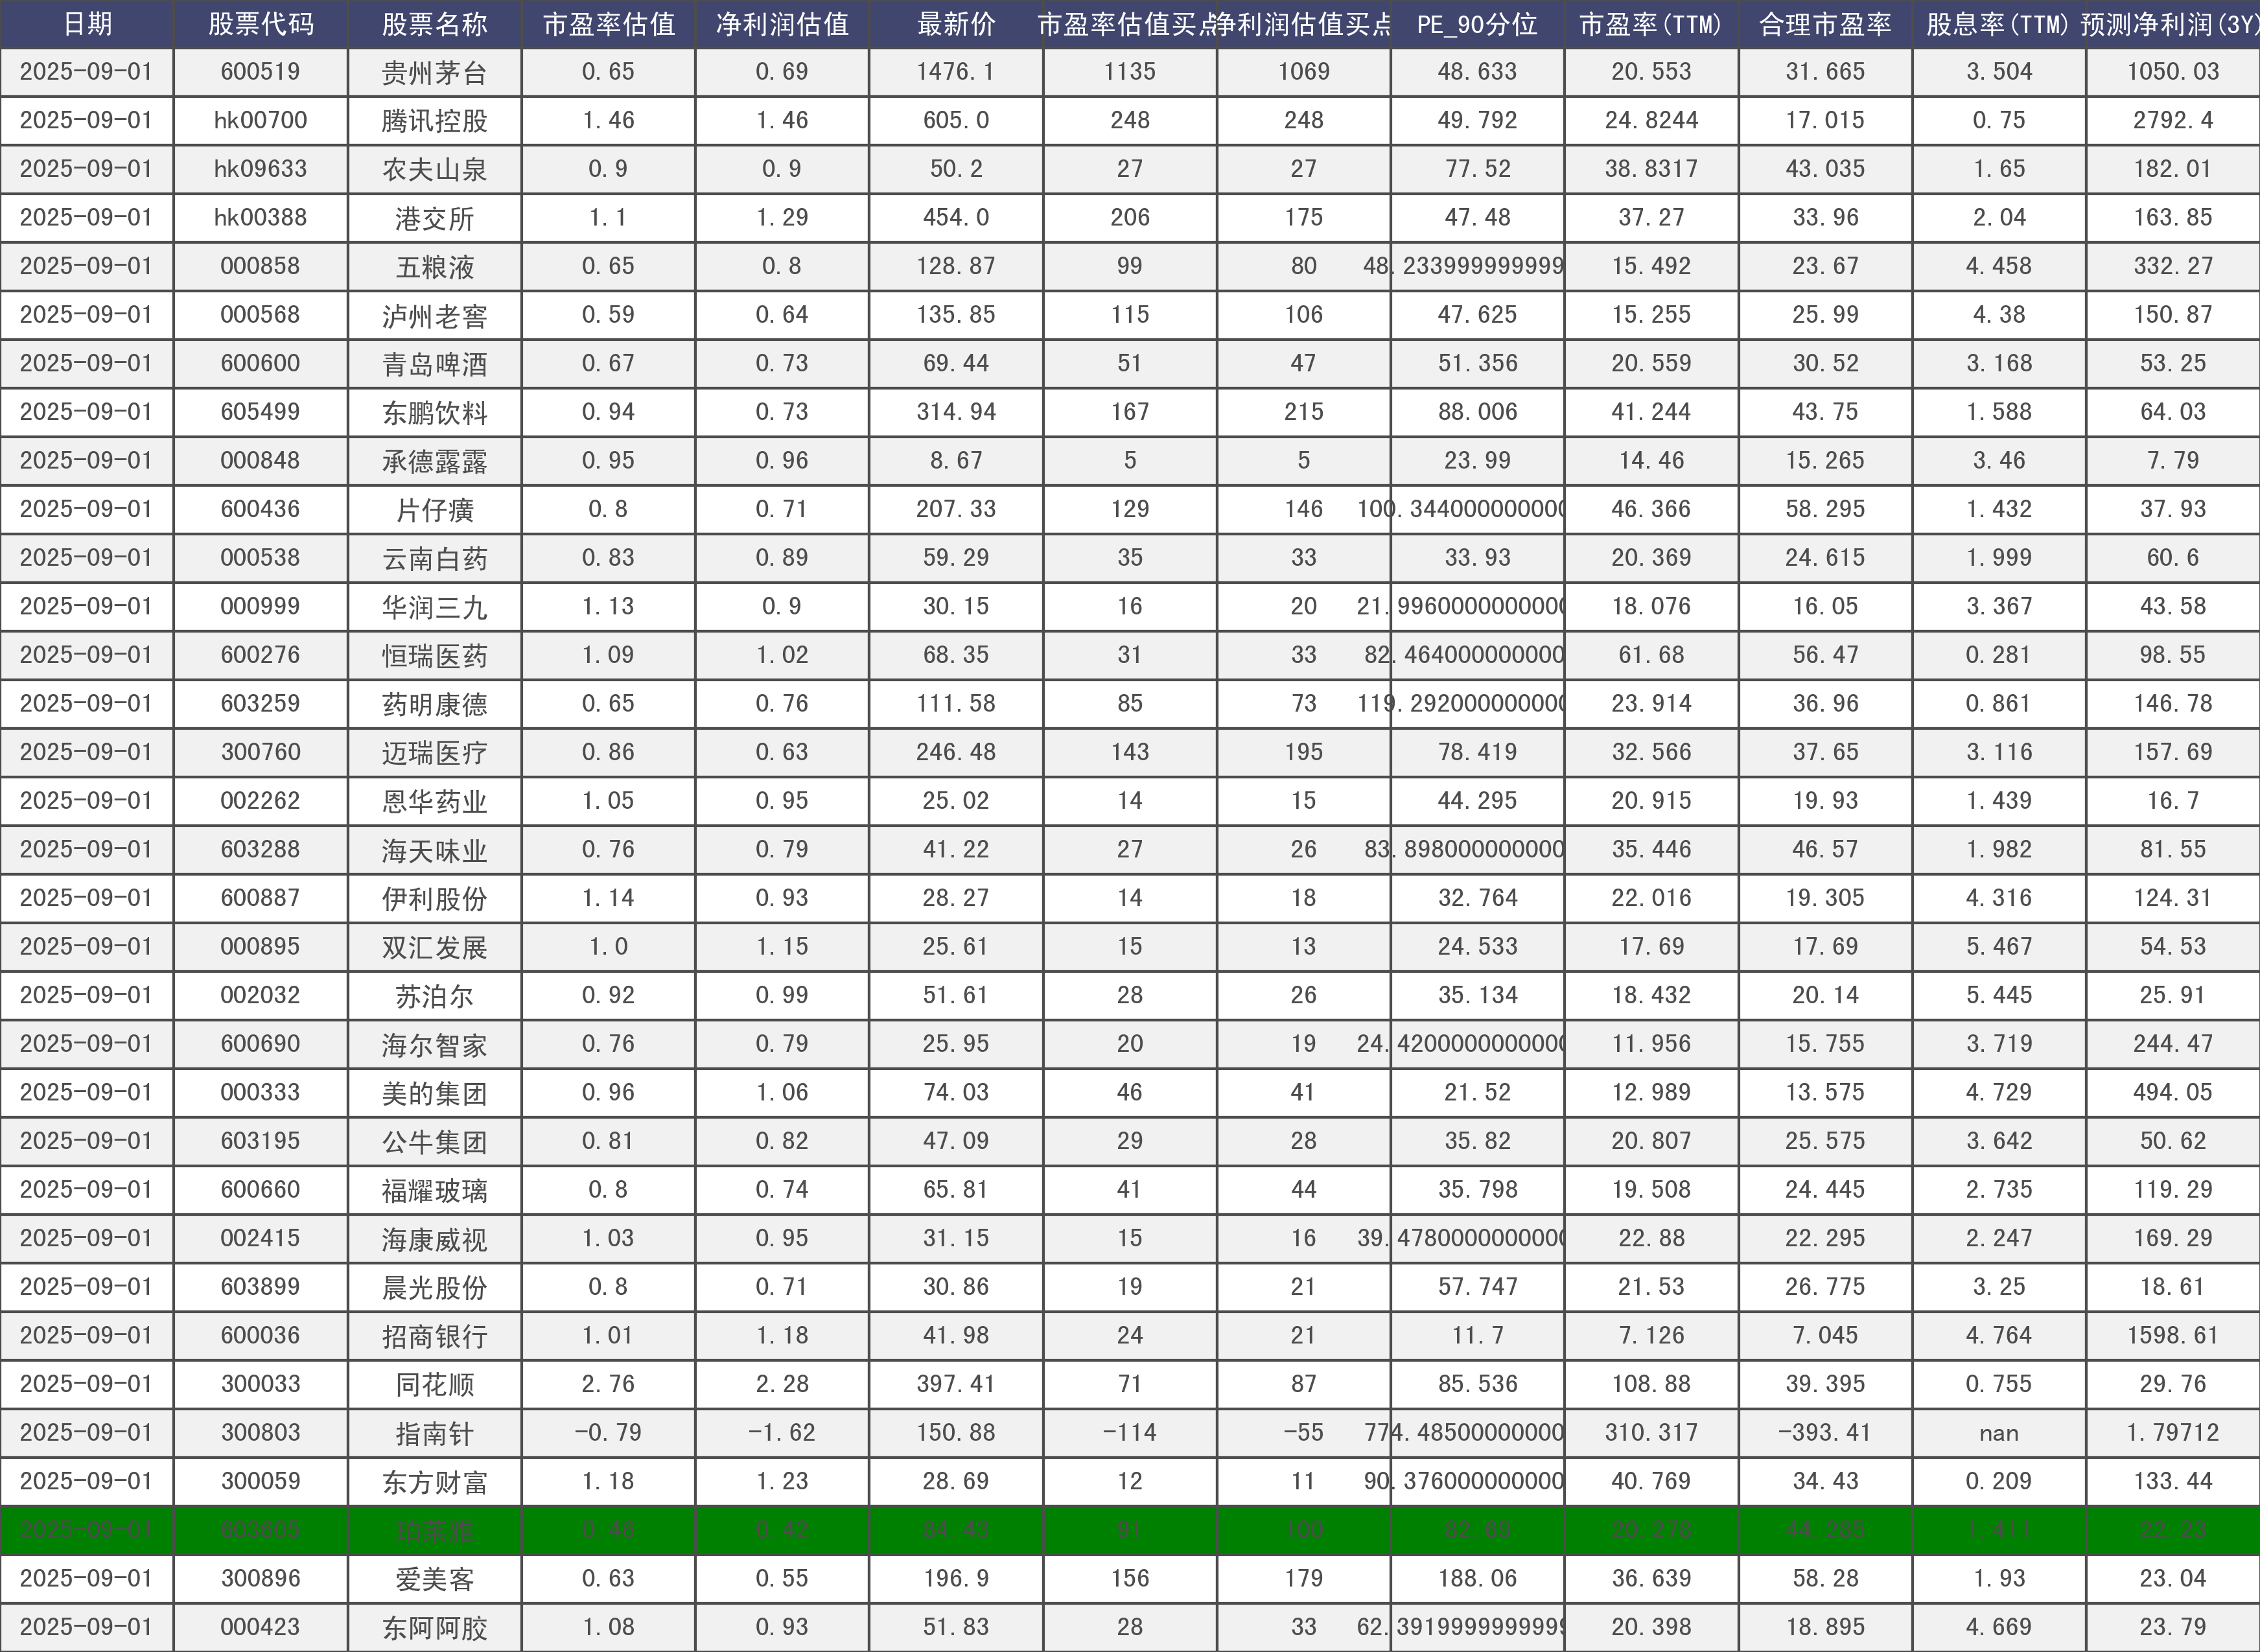 日期 股票代码 股票名称 市盈率估值 净利润估值 最新价 市盈率估值买点 净利润估值买点 PE_90分位 市盈率(TTM) 合理市盈率 股息率(TTM) 预测净利润(3Y)
2025-09-01 600519 贵州茅台 0.65 0.69 1476.1 1135 1069 48.633 20.553 31.665 3.504 1050.03
2025-09-01 hk00700 腾讯控股 1.46 1.46 605.0 248 248 49.792 24.8244 17.015 0.75 2792.4
2025-09-01 hk09633 农夫山泉 0.9 0.9 50.2 27 27 77.52 38.8317 43.035 1.65 182.01
2025-09-01 hk00388 港交所 1.1 1.29 454.0 206 175 47.48 37.27 33.96 2.04 163.85
2025-09-01 000858 五粮液 0.65 0.8 128.87 99 80 48.233999999999 15.492 23.67 4.458 332.27
2025-09-01 000568 泸州老窖 0.59 0.64 135.85 115 106 47.625 15.255 25.99 4.38 150.87
2025-09-01 600600 青岛啤酒 0.67 0.73 69.44 51 47 51.356 20.559 30.52 3.168 53.25
2025-09-01 605499 东鹏饮料 0.94 0.73 314.94 167 215 88.006 41.244 43.75 1.588 64.03
2025-09-01 000848 承德露露 0.95 0.96 8.67 5 5 23.99 14.46 15.265 3.46 7.79
2025-09-01 600436 片仔癀 0.8 0.71 207.33 129 146 100.344000000000 46.366 58.295 1.432 37.93
2025-09-01 000538 云南白药 0.83 0.89 59.29 35 33 33.93 20.369 24.615 1.999 60.6
2025-09-01 000999 华润三九 1.13 0.9 30.15 16 20 21.9960000000000 18.076 16.05 3.367 43.58
2025-09-01 600276 恒瑞医药 1.09 1.02 68.35 31 33 82.464000000000 61.68 56.47 0.281 98.55
2025-09-01 603259 药明康德 0.65 0.76 111.58 85 73 119.292000000000 23.914 36.96 0.861 146.78
2025-09-01 300760 迈瑞医疗 0.86 0.63 246.48 143 195 78.419 32.566 37.65 3.116 157.69
2025-09-01 002262 恩华药业 1.05 0.95 25.02 14 15 44.295 20.915 19.93 1.439 16.7
2025-09-01 603288 海天味业 0.76 0.79 41.22 27 26 83.898000000000 35.446 46.57 1.982 81.55
2025-09-01 600887 伊利股份 1.14 0.93 28.27 14 18 32.764 22.016 19.305 4.316 124.31
2025-09-01 000895 双汇发展 1.0 1.15 25.61 15 13 24.533 17.69 17.69 5.467 54.53
2025-09-01 002032 苏泊尔 0.92 0.99 51.61 28 26 35.134 18.432 20.14 5.445 25.91
2025-09-01 600690 海尔智家 0.76 0.79 25.95 20 19 24.4200000000000 11.956 15.755 3.719 244.47
2025-09-01 000333 美的集团 0.96 1.06 74.03 46 41 21.52 12.989 13.575 4.729 494.05
2025-09-01 603195 公牛集团 0.81 0.82 47.09 29 28 35.82 20.807 25.575 3.642 50.62
2025-09-01 600660 福耀玻璃 0.8 0.74 65.81 41 44 35.798 19.508 24.445 2.735 119.29
2025-09-01 002415 海康威视 1.03 0.95 31.15 15 16 39.4780000000000 22.88 22.295 2.247 169.29
2025-09-01 603899 晨光股份 0.8 0.71 30.86 19 21 57.747 21.53 26.775 3.25 18.61
2025-09-01 600036 招商银行 1.01 1.18 41.98 24 21 11.7 7.126 7.045 4.764 1598.61
2025-09-01 300033 同花顺 2.76 2.28 397.41 71 87 85.536 108.88 39.395 0.755 29.76
2025-09-01 300803 指南针 -0.79 -1.62 150.88 -114 -55 774.48500000000 310.317 -393.41 nan 1.79712
2025-09-01 300059 东方财富 1.18 1.23 28.69 12 11 90.376000000000 40.769 34.43 0.209 133.44
2025-09-01 603605 珀莱雅 0.46 0.42 84.43 91 100 82.65 20.278 44.285 1.411 22.23
2025-09-01 300896 爱美客 0.63 0.55 196.9 156 179 188.06 36.639 58.28 1.93 23.04
2025-09-01 000423 东阿阿胶 1.08 0.93 51.83 28 33 62.3919999999999 20.398 18.895 4.669 23.79